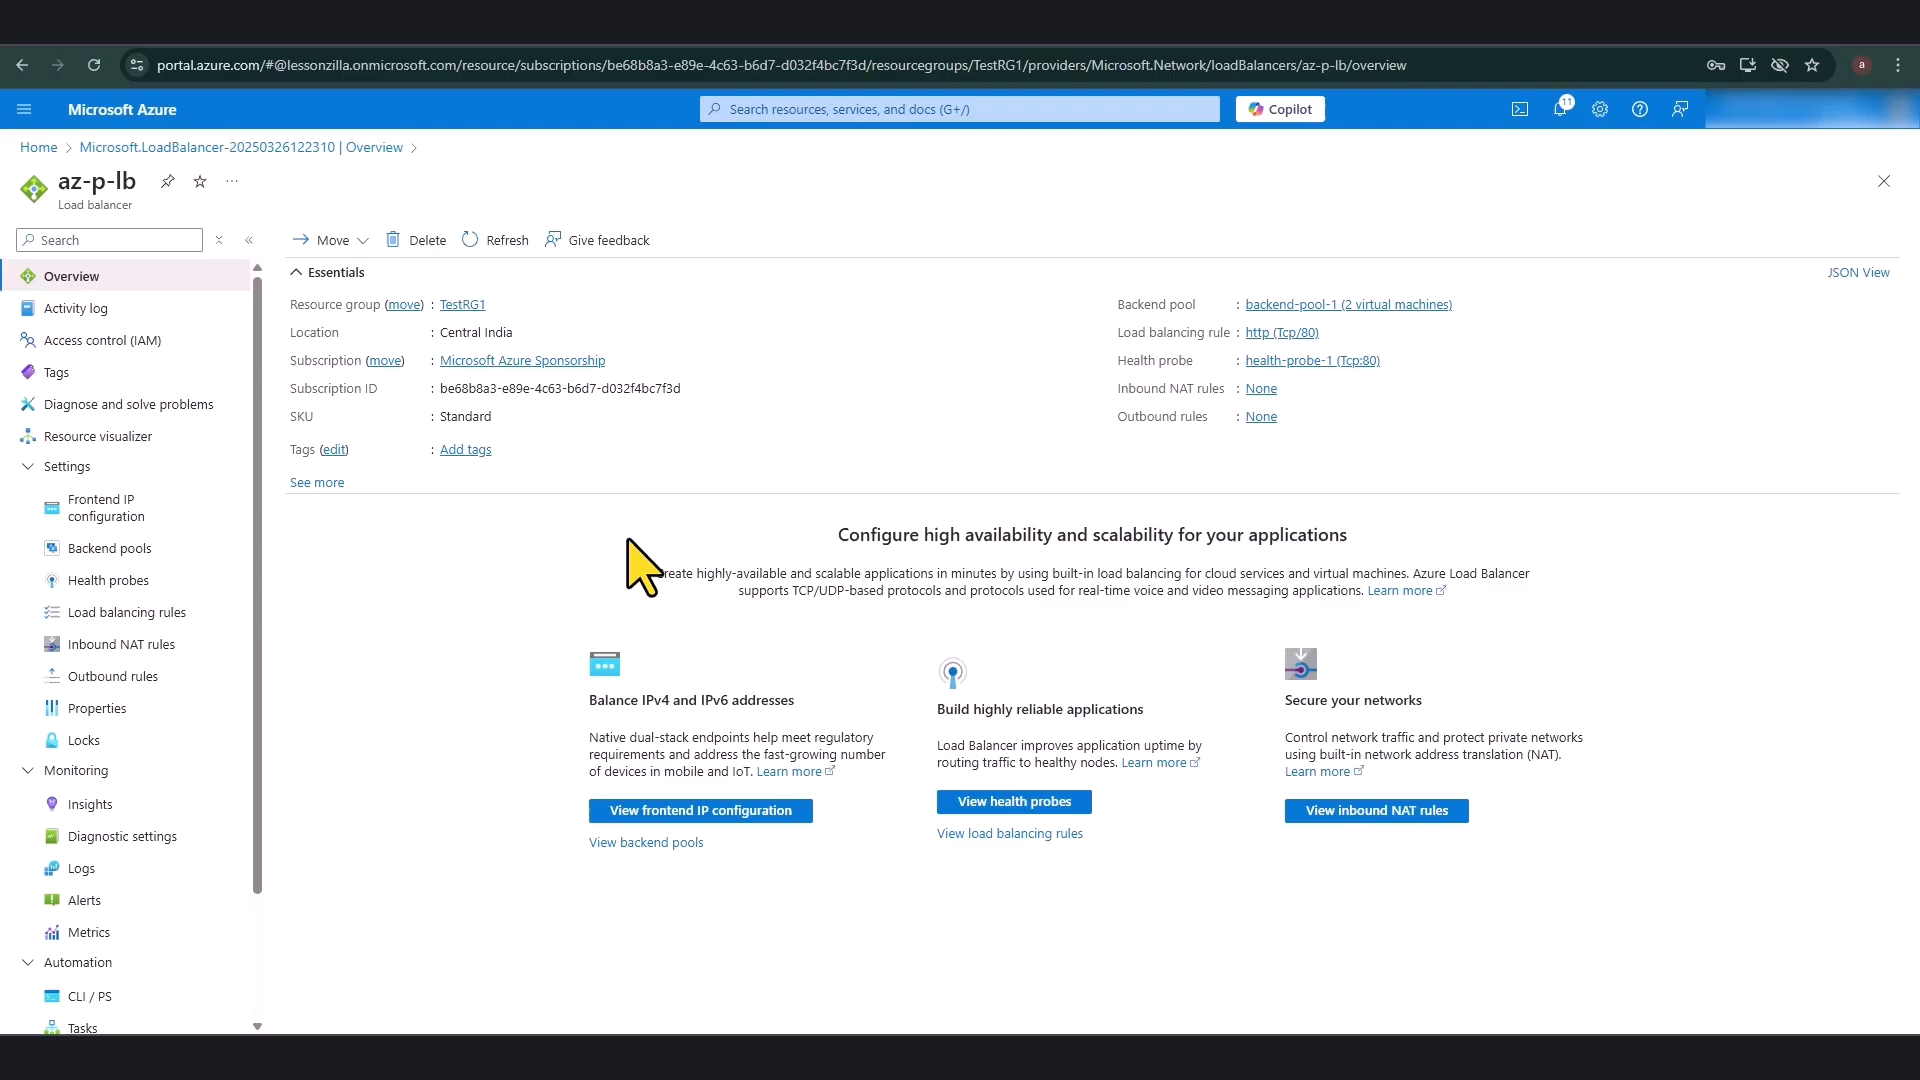 portal.azure.com/#@lessonzilla.onmicrosoft.com/resource/subscriptions/be68b8a3-e89e-4c63-b6d7-d032f4bc7f3d/resourcegroups/TestRG1/providers/Microsoft.Network/loadBalancers/az-p-lb/overview
a
Microsoft Azure
Search resources, services, and docs (G+/)
Copilot
11
Home > Microsoft.LoadBalancer-20250326122310 | Overview >
az-p-lb
...
Load balancer
Search
Move
Delete
Refresh
Give feedback
Overview
Activity log
Access control (IAM)
Tags
Diagnose and solve problems
Resource visualizer
Settings
Frontend IP
configuration
Backend pools
Health probes
Load balancing rules
Inbound NAT rules
Outbound rules
Properties
Locks
Monitoring
Insights
Diagnostic settings
Logs
Alerts
Metrics
Automation
CLI / PS
Tasks
Essentials
JSON View
Resource group (move) : TestRG1
Location : Central India
Subscription (move) : Microsoft Azure Sponsorship
Subscription ID : be68b8a3-e89e-4c63-b6d7-d032f4bc7f3d
SKU : Standard
Tags (edit) : Add tags
See more
Backend pool : backend-pool-1 (2 virtual machines)
Load balancing rule : http (Tcp/80)
Health probe : health-probe-1 (Tcp:80)
Inbound NAT rules : None
Outbound rules : None
Configure high availability and scalability for your applications
reate highly-available and scalable applications in minutes by using built-in load balancing for cloud services and virtual machines. Azure Load Balancer
supports TCP/UDP-based protocols and protocols used for real-time voice and video messaging applications. Learn more
Balance IPv4 and IPv6 addresses
Native dual-stack endpoints help meet regulatory
requirements and address the fast-growing number
of devices in mobile and IoT. Learn more
View frontend IP configuration
View backend pools
Build highly reliable applications
Load Balancer improves application uptime by
routing traffic to healthy nodes. Learn more
View health probes
View load balancing rules
Secure your networks
Control network traffic and protect private networks
using built-in network address translation (NAT).
Learn more
View inbound NAT rules